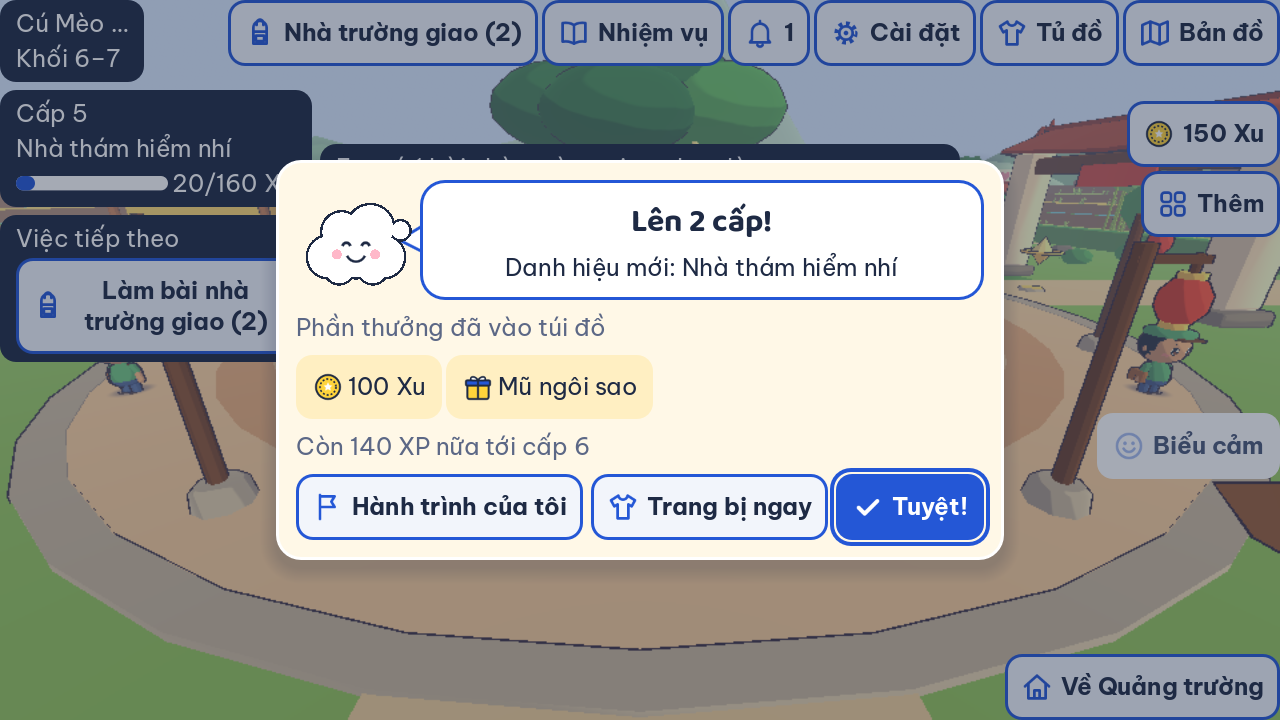 Cú Mèo ...
Khối 6–7
Nhà trường giao (2)
Nhiệm vụ
1
Cài đặt
Tủ đồ
Bản đồ
Cấp 5
Nhà thám hiểm nhí
20/160
150 Xu
Thêm
Việc tiếp theo
Làm bài nhà
trường giao (2)
Lên 2 cấp!
Danh hiệu mới: Nhà thám hiểm nhí
Phần thưởng đã vào túi đồ
100 Xu
Mũ ngôi sao
Còn 140 XP nữa tới cấp 6
Hành trình của tôi
Trang bị ngay
Tuyệt!
Biểu cảm
Về Quảng trường